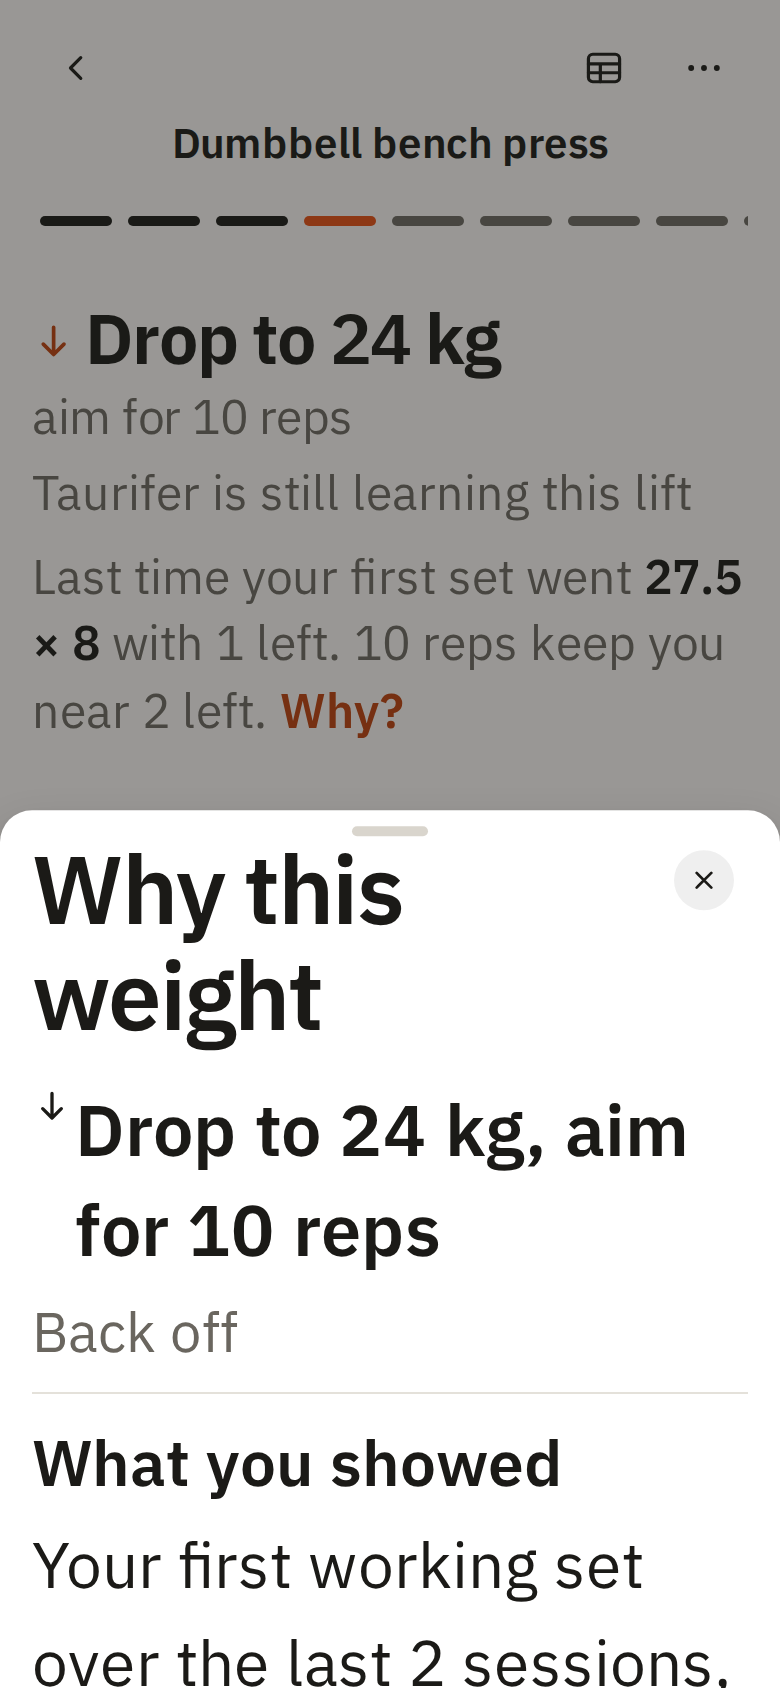 Dumbbell bench press
Drop to 24 kg
aim for 10 reps
Taurifer is still learning this lift
Last time your first set went 27.5
× 8 with 1 left. 10 reps keep you
near 2 left. Why?
Why this
weight
Drop to 24 kg, aim
for 10 reps
Back off
What you showed
Your first working set
over the last 2 sessions,